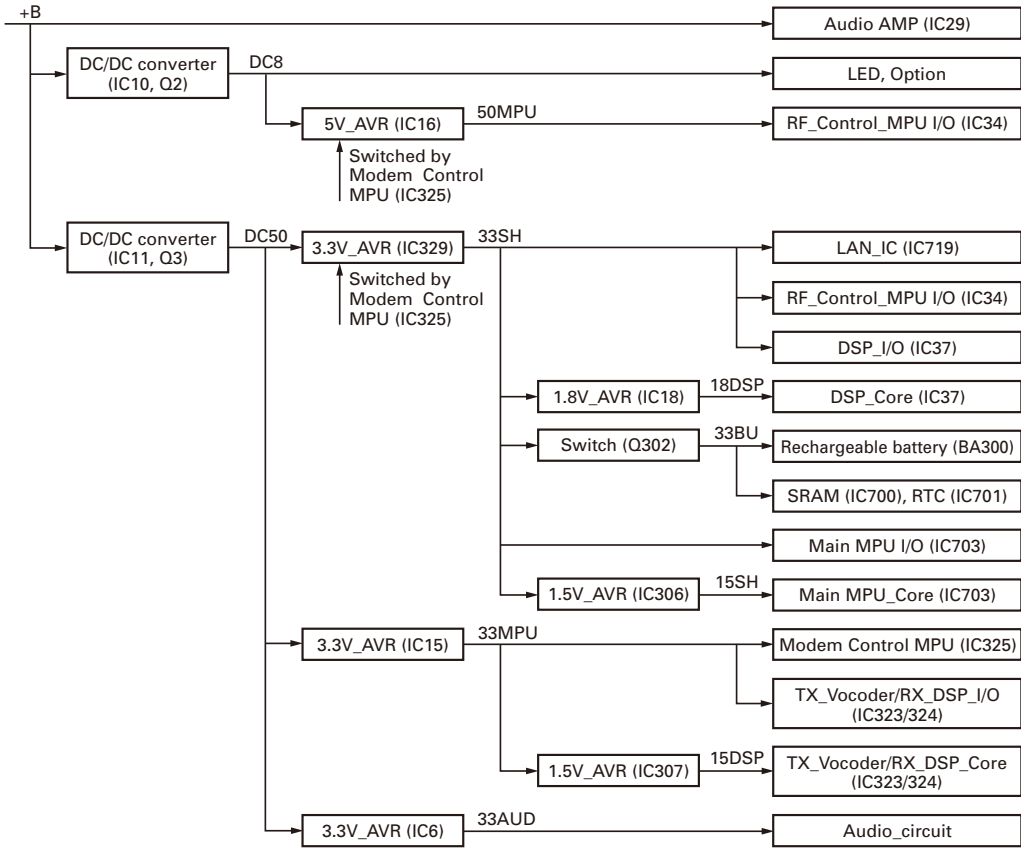 +B
Audio AMP (IC29)
DC/DC converter
(IC10, Q2)
DC8
LED, Option
5V_AVR (IC16)
50MPU
RF_Control_MPU I/O (IC34)
Switched by
Modem Control
MPU (IC325)
DC/DC converter
(IC11, Q3)
DC50
3.3V_AVR (IC329)
33SH
LAN_IC (IC719)
Switched by
Modem Control
MPU (IC325)
RF_Control_MPU I/O (IC34)
DSP_I/O (IC37)
1.8V_AVR (IC18)
18DSP
DSP_Core (IC37)
Switch (Q302)
33BU
Rechargeable battery (BA300)
SRAM (IC700), RTC (IC701)
Main MPU I/O (IC703)
1.5V_AVR (IC306)
15SH
Main MPU_Core (IC703)
3.3V_AVR (IC15)
33MPU
Modem Control MPU (IC325)
TX_Vocoder/RX_DSP_I/O
(IC323/324)
1.5V_AVR (IC307)
15DSP
TX_Vocoder/RX_DSP_Core
(IC323/324)
3.3V_AVR (IC6)
33AUD
Audio_circuit